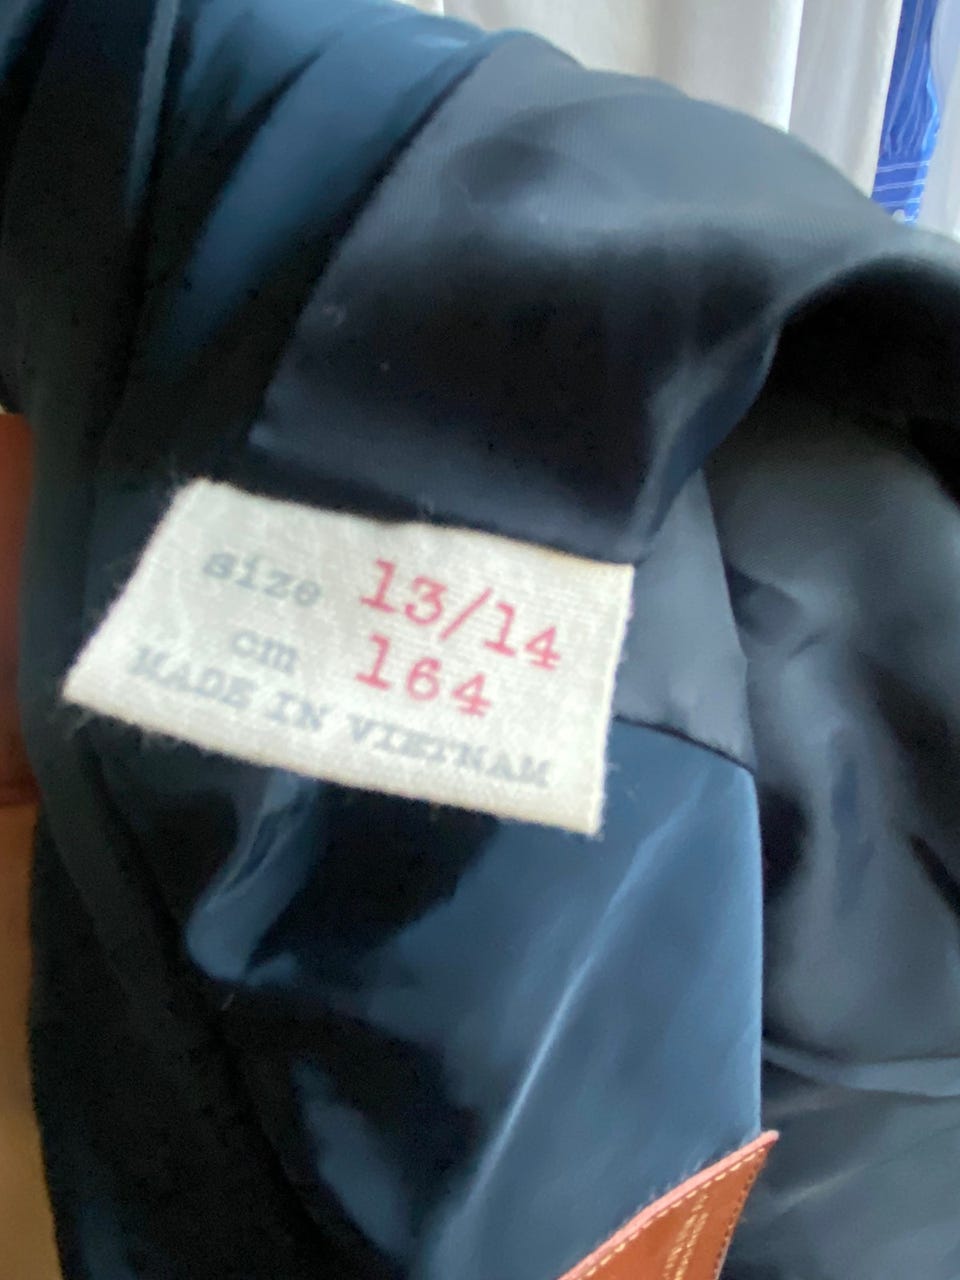 size 13/14
cm 164
MADE IN VIETNAM